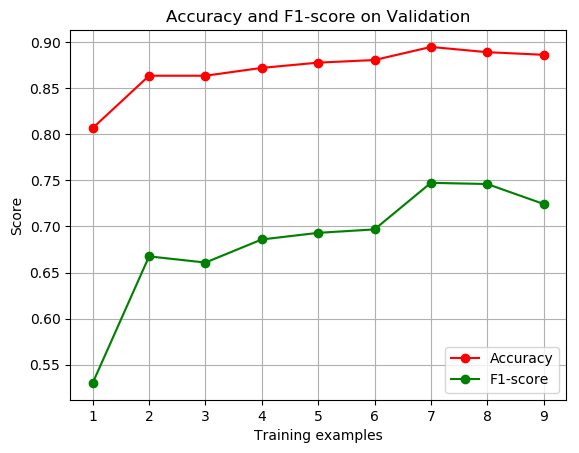 Accuracy and F1-score on Validation
0.90
0.85
0.80
0.75
0.70
0.65
0.60
0.55
Score
Accuracy
F1-score
1 2 3 4 5 6 7 8 9
Training examples